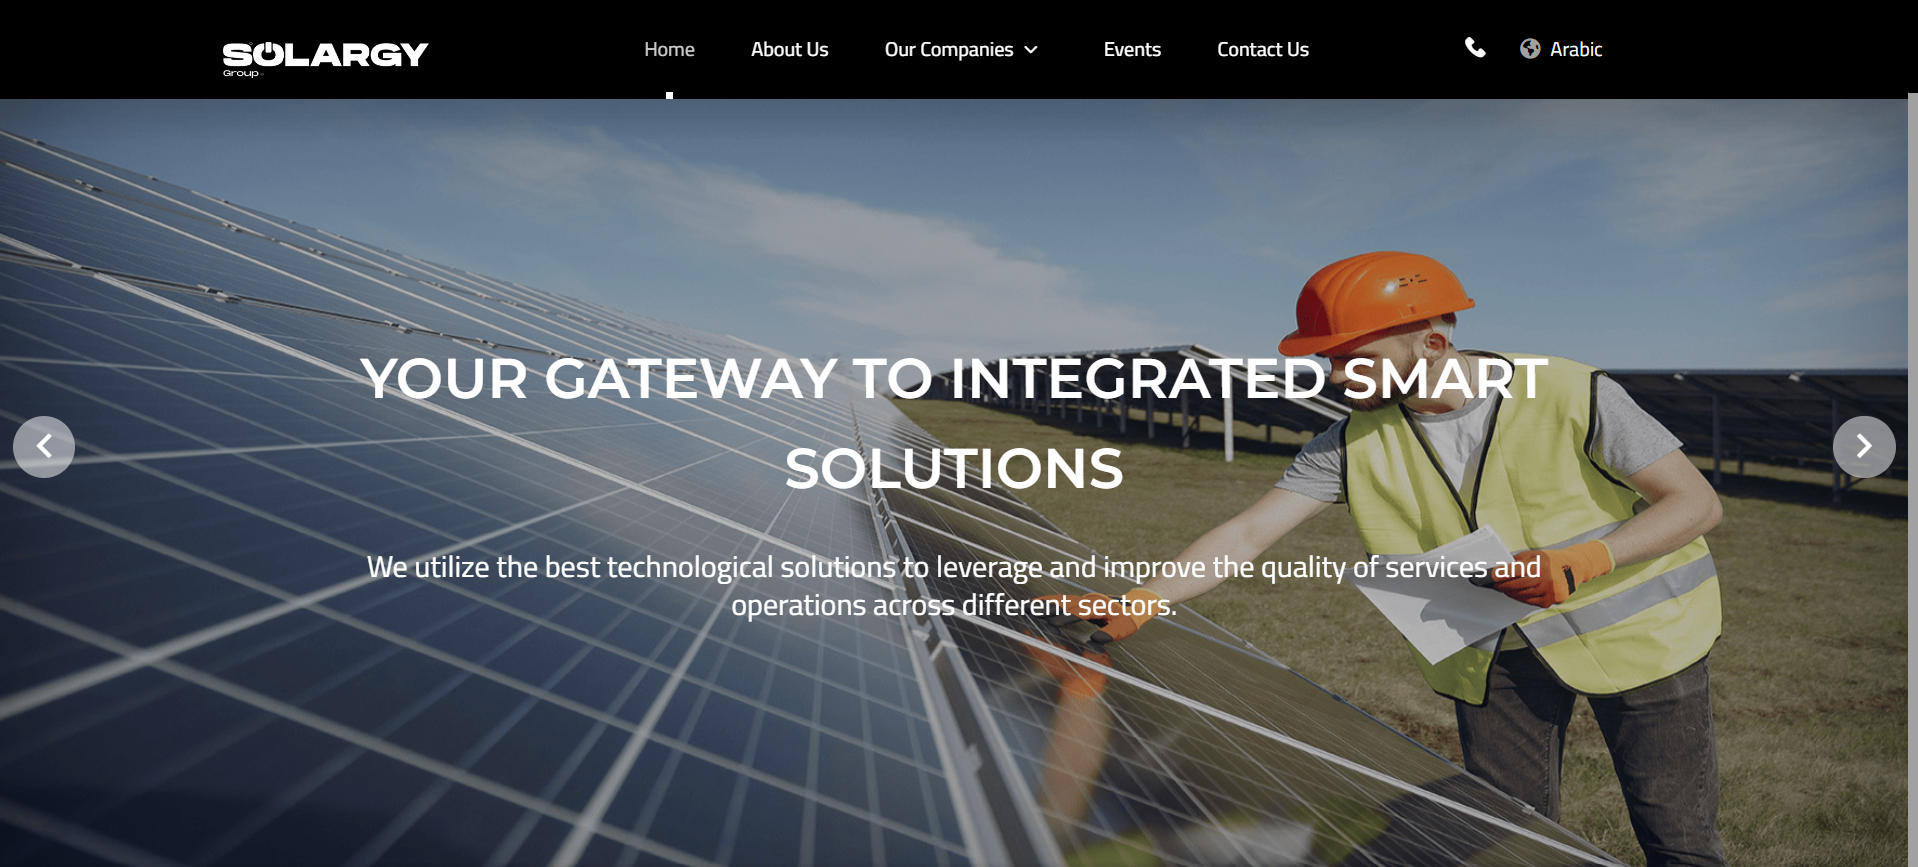 SOLARGY
Group
Home
About Us
Our Companies
Events
Contact Us
Arabic
YOUR GATEWAY TO INTEGRATED SMART
SOLUTIONS
We utilize the best technological solutions to leverage and improve the quality of services and
operations across different sectors.